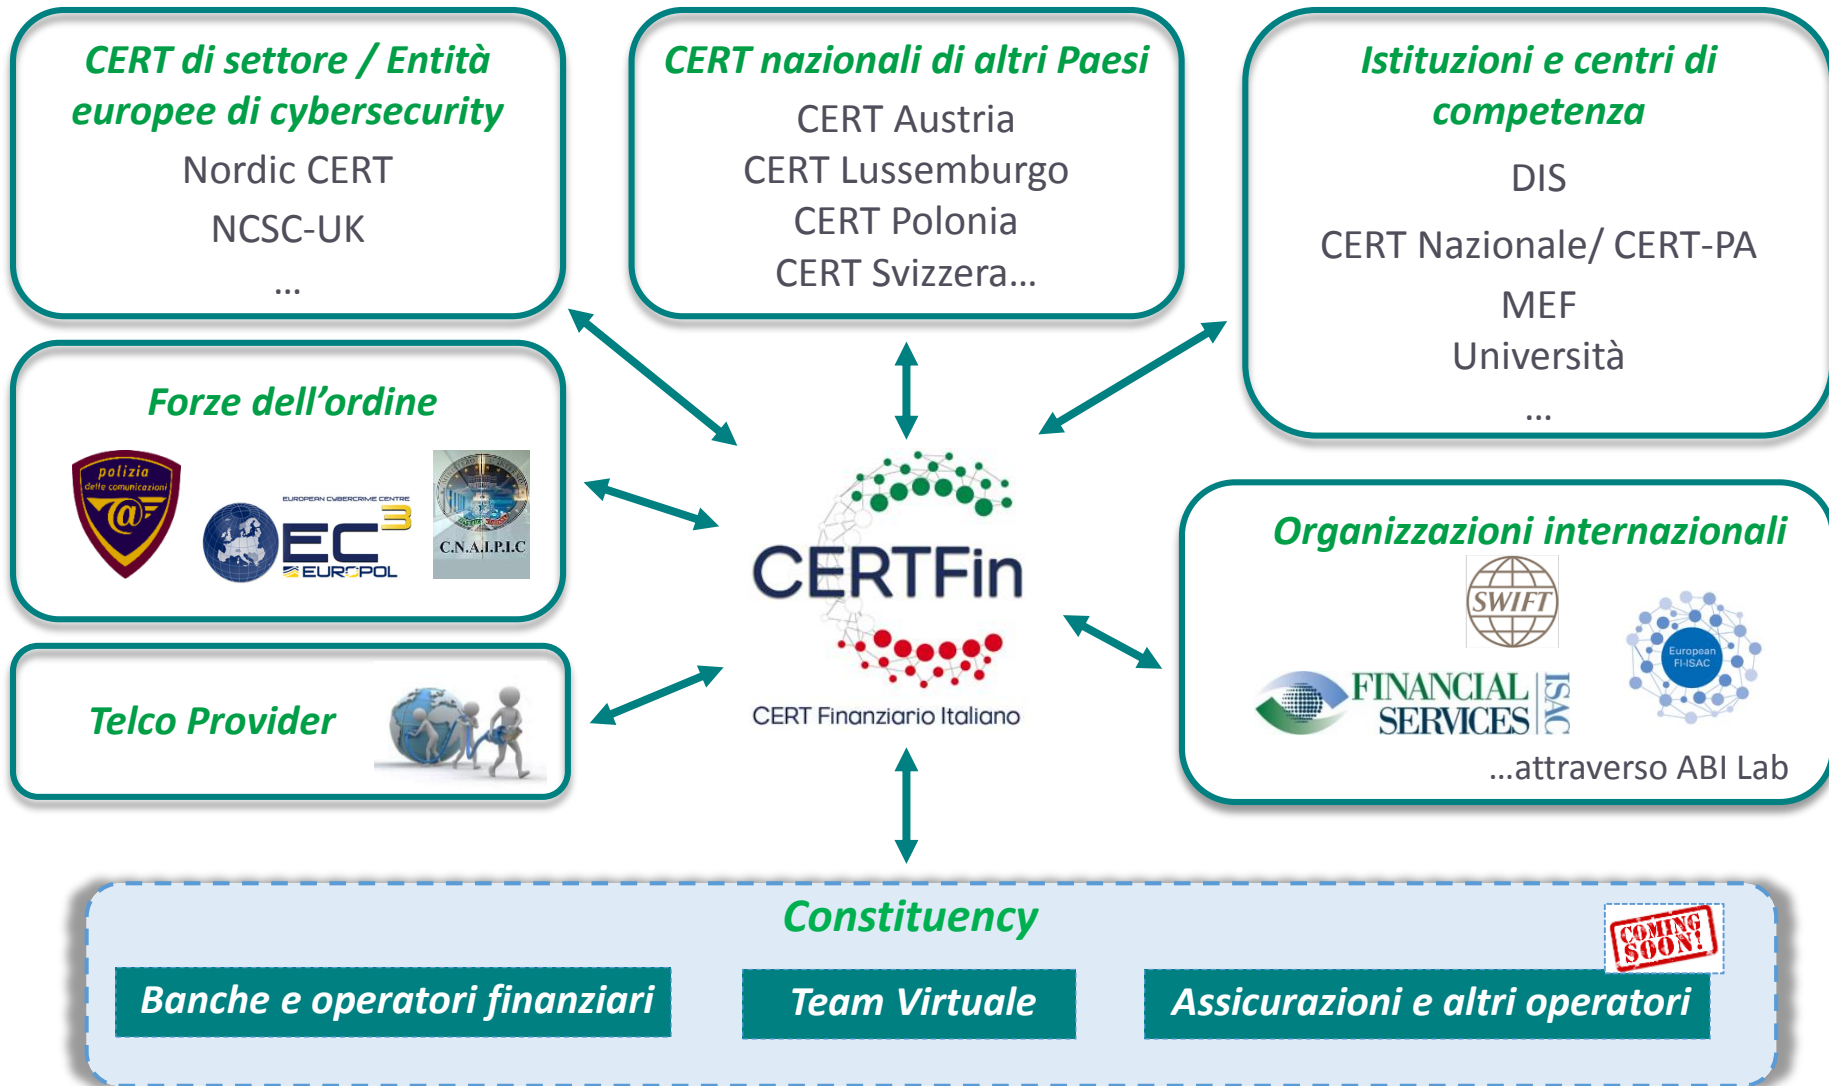 CERT di settore / Entità
europee di cybersecurity
Nordic CERT
NCSC-UK
...
CERT nazionali di altri Paesi
CERT Austria
CERT Lussemburgo
CERT Polonia
CERT Svizzera...
Istituzioni e centri di
competenza
DIS
CERT Nazionale/ CERT-PA
MEF
Università
...
Forze dell’ordine
polizia
delle comunicazioni
@
EUROPEAN CYBERCRIME CENTRE
EC3
EUROPOL
C.N.A.I.P.I.C
Telco Provider
CERTFin
CERT Finanziario Italiano
Organizzazioni internazionali
SWIFT
European
FI-ISAC
FINANCIAL
SERVICES
ISAC
...attraverso ABI Lab
Constituency
COMING
SOON!
Banche e operatori finanziari
Team Virtuale
Assicurazioni e altri operatori